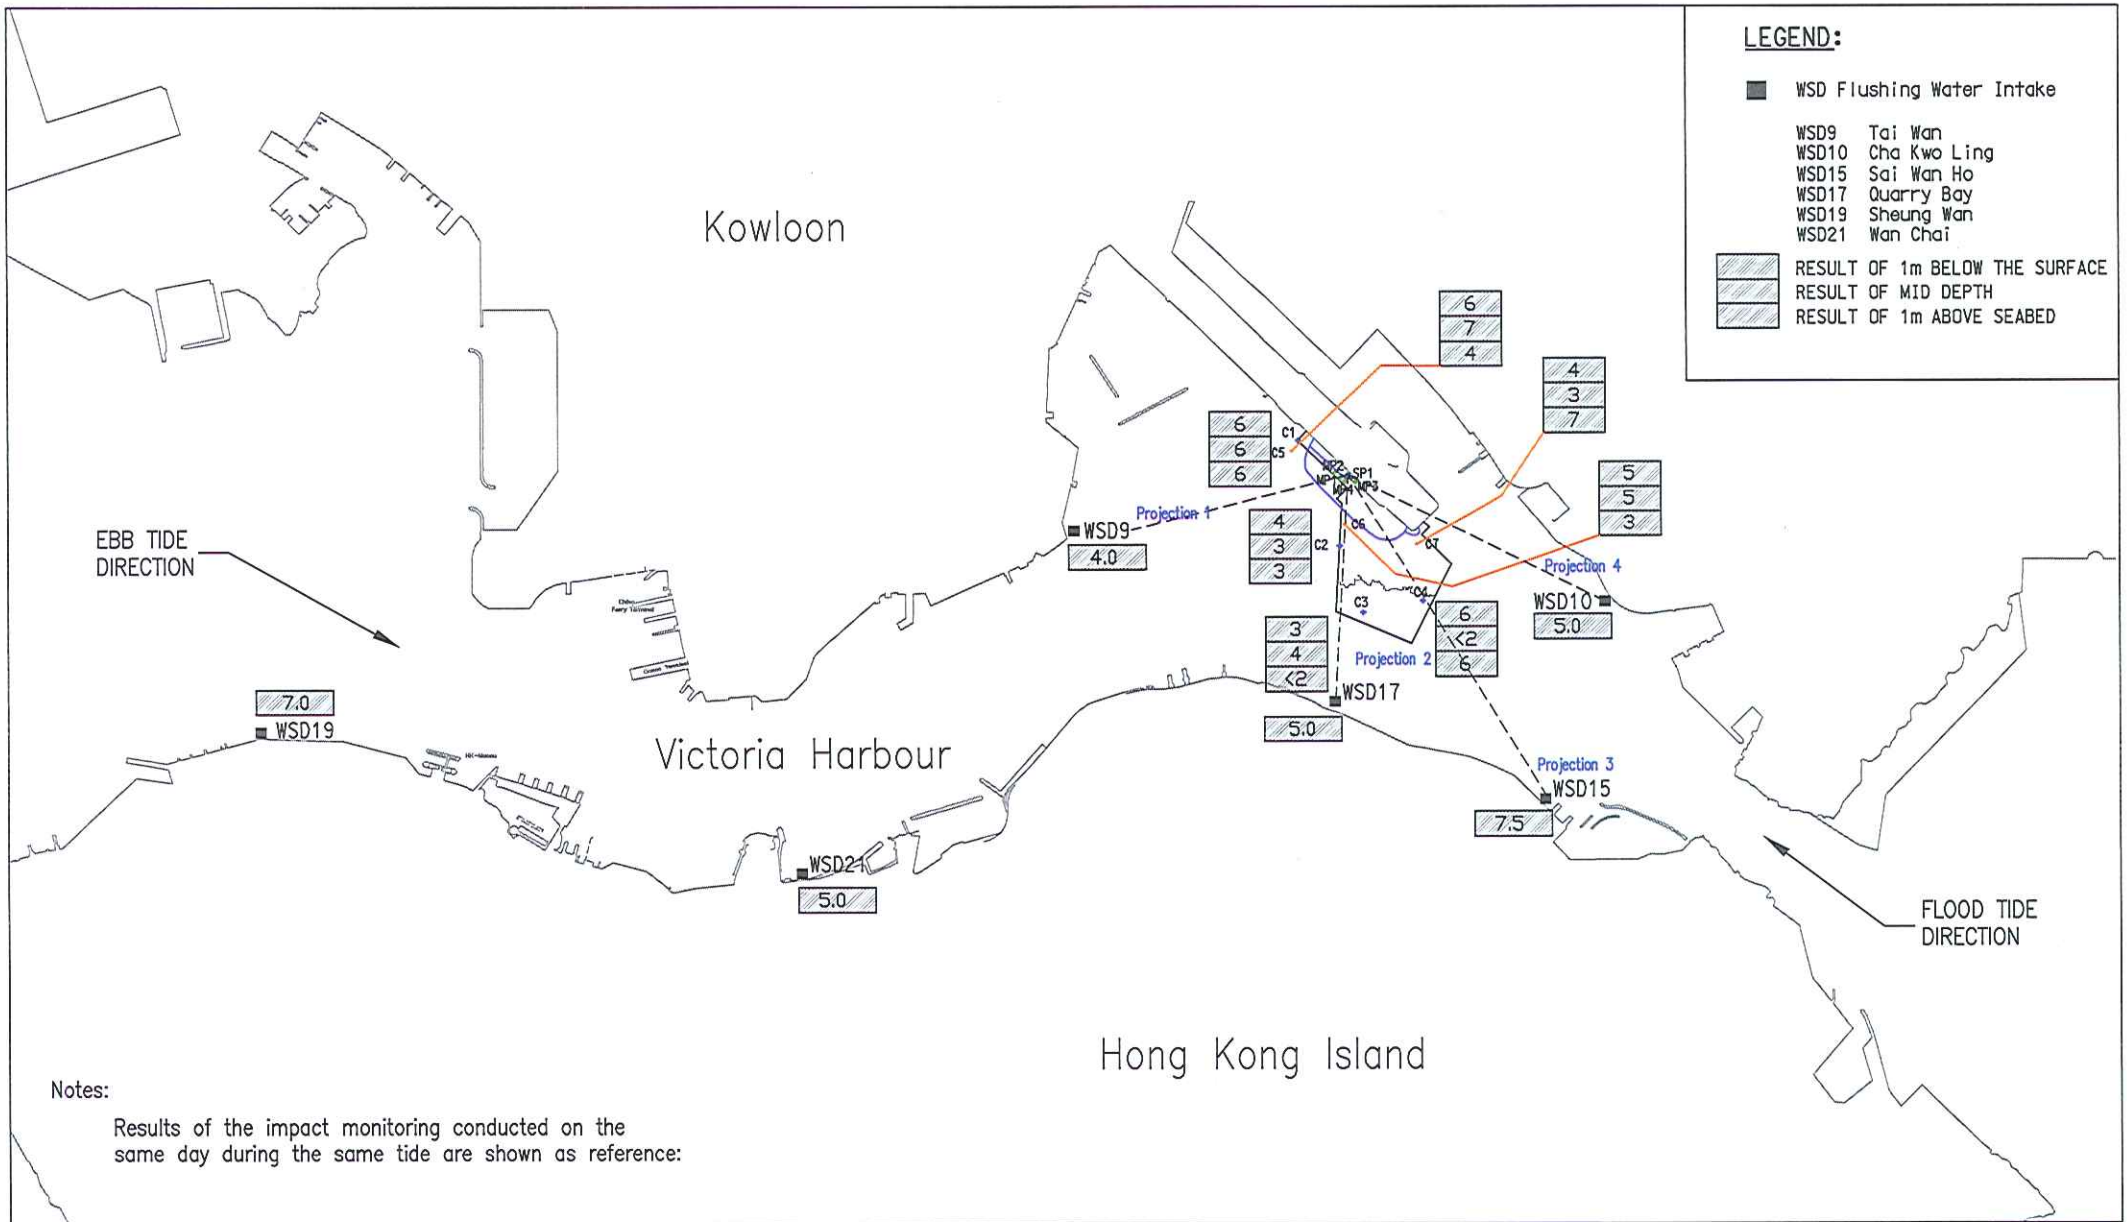 LEGEND:
WSD Flushing Water Intake
WSD9 Tai Wan
WSD10 Cha Kwo Ling
WSD15 Sai Wan Ho
WSD17 Quarry Bay
WSD19 Sheung Wan
WSD21 Wan Chai
RESULT OF 1m BELOW THE SURFACE
RESULT OF MID DEPTH
RESULT OF 1m ABOVE SEABED
Kowloon
6
7
4
4
3
7
6
6
6
C1
C5
MP2
SP1
MP3
MP4
5
5
3
Projection 1
WSD9
4.0
4
3
3
C2
C6
C7
EBB TIDE
DIRECTION
Projection 4
WSD10
5.0
C3
C4
6
<2
6
3
4
<2
Projection 2
WSD17
5.0
Ocean Terminal
7.0
WSD19
Victoria Harbour
Projection 3
WSD15
7.5
WSD21
5.0
FLOOD TIDE
DIRECTION
Hong Kong Island
Notes:
Results of the impact monitoring conducted on the
same day during the same tide are shown as reference: